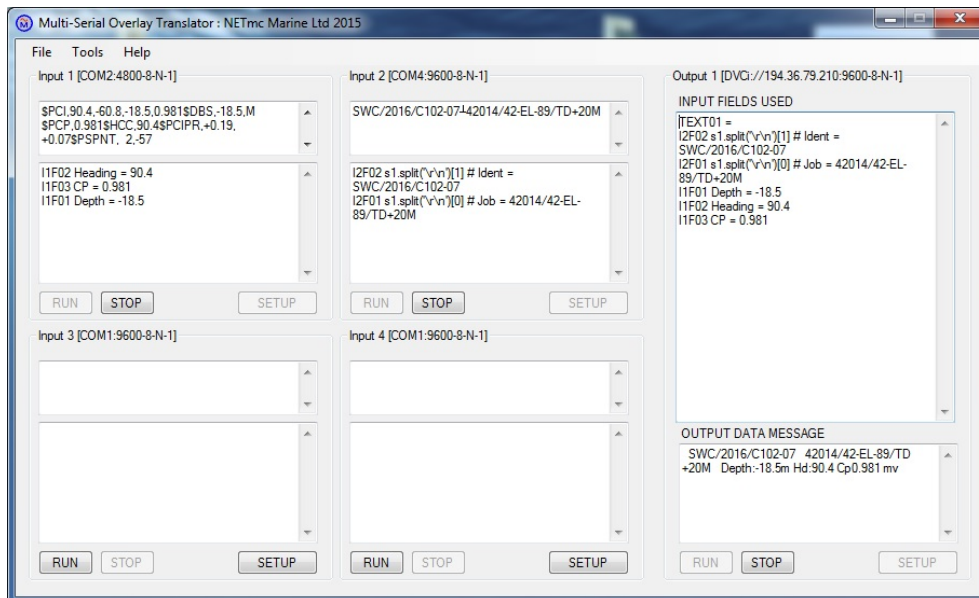 Multi-Serial Overlay Translator : NETmc Marine Ltd 2015
File Tools Help
Input 1 [COM2:4800-8-N-1]
$PCI,90.4,-60.8,-18.5,0.981$DBS,-18.5,M
$PCP,0.981$HCC,90.4$PCIPR,+0.19,
+0.07$PSPNT, 2,-57
I1F02 Heading = 90.4
I1F03 CP = 0.981
I1F01 Depth = -18.5
RUN STOP SETUP
Input 2 [COM4:9600-8-N-1]
SWC/2016/C102-07┴42014/42-EL-89/TD+20M
I2F02 s1.split('\r\n')[1] # Ident =
SWC/2016/C102-07
I2F01 s1.split('\r\n')[0] # Job = 42014/42-EL-
89/TD+20M
RUN STOP SETUP
Input 3 [COM1:9600-8-N-1]
RUN STOP SETUP
Input 4 [COM1:9600-8-N-1]
RUN STOP SETUP
Output 1 [DVCi://194.36.79.210:9600-8-N-1]
INPUT FIELDS USED
TEXT01 =
I2F02 s1.split('\r\n')[1] # Ident =
SWC/2016/C102-07
I2F01 s1.split('\r\n')[0] # Job = 42014/42-EL-
89/TD+20M
I1F01 Depth = -18.5
I1F02 Heading = 90.4
I1F03 CP = 0.981
OUTPUT DATA MESSAGE
SWC/2016/C102-07 42014/42-EL-89/TD
+20M Depth:-18.5m Hd:90.4 Cp0.981 mv
RUN STOP SETUP